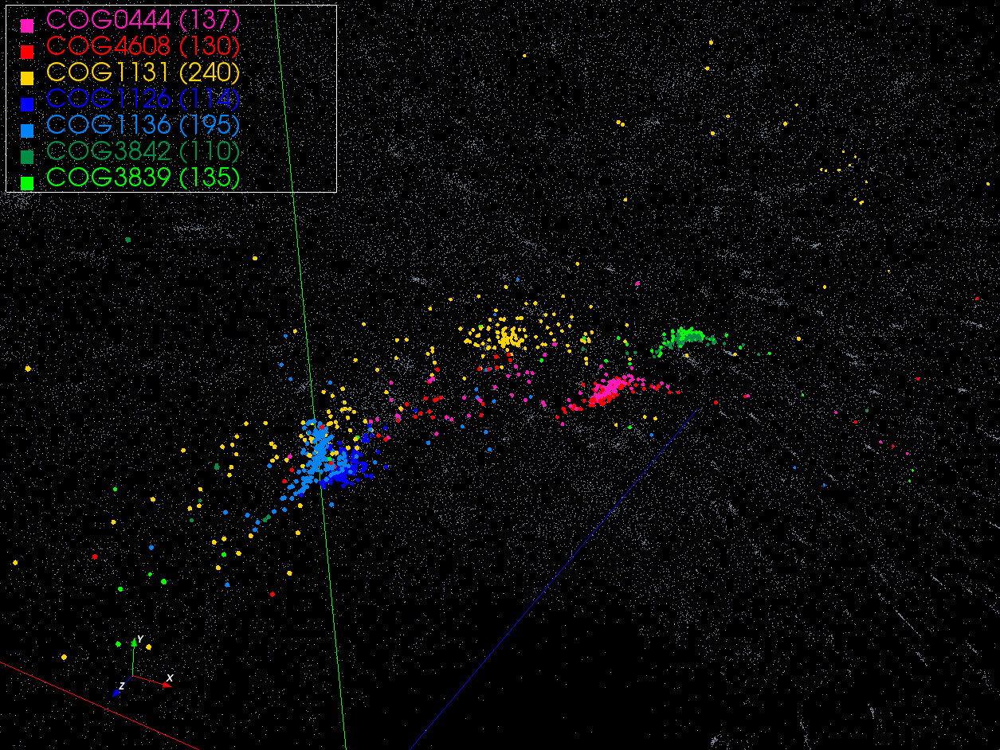 COG0444 (137)
COG4608 (130)
COG1131 (240)
COG1126 (114)
COG1136 (195)
COG3842 (110)
COG3839 (135)
Y
X
Z